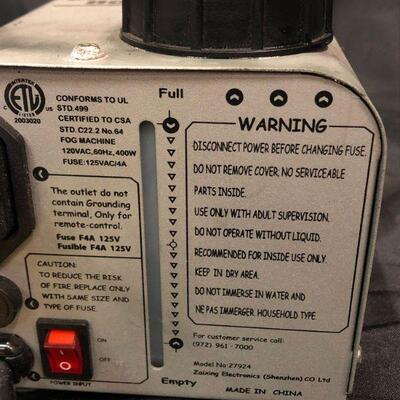 INTERTEK
ETL
LISTED
C
US
2003020
CONFORMS TO UL
STD.499
CERTIFIED TO CSA
STD. C22.2 No.64
FOG MACHINE
120VAC,60Hz,400W
FUSE:125VAC/4A
The outlet do not
contain Grounding
terminal, Only for
remote-control.
Fuse F4A 125V
Fusible F4A 125V
CAUTION:
TO REDUCE THE RISK
OF FIRE,REPLACE ONLY
WITH SAME SIZE AND
TYPE OF FUSE.
ON
OFF
POWER INPUT
Full
Empty
WARNING
DISCONNECT POWER BEFORE CHANGING FUSE.
DO NOT REMOVE COVER. NO SERVICEABLE
PARTS INSIDE.
USE ONLY WITH ADULT SUPERVISION.
DO NOT OPERATE WITHOUT LIQUID.
RECOMMENDED FOR INSIDE USE ONLY.
KEEP IN DRY AREA.
DO NOT IMMERSE IN WATER AND
NE PAS IMMERGER. HOUSEHOLD TYPE.
For customer service call:
(972) 961 - 7000
Model No:Z7924
Zaixing Electronics (Shenzhen) CO Ltd
MADE IN CHINA